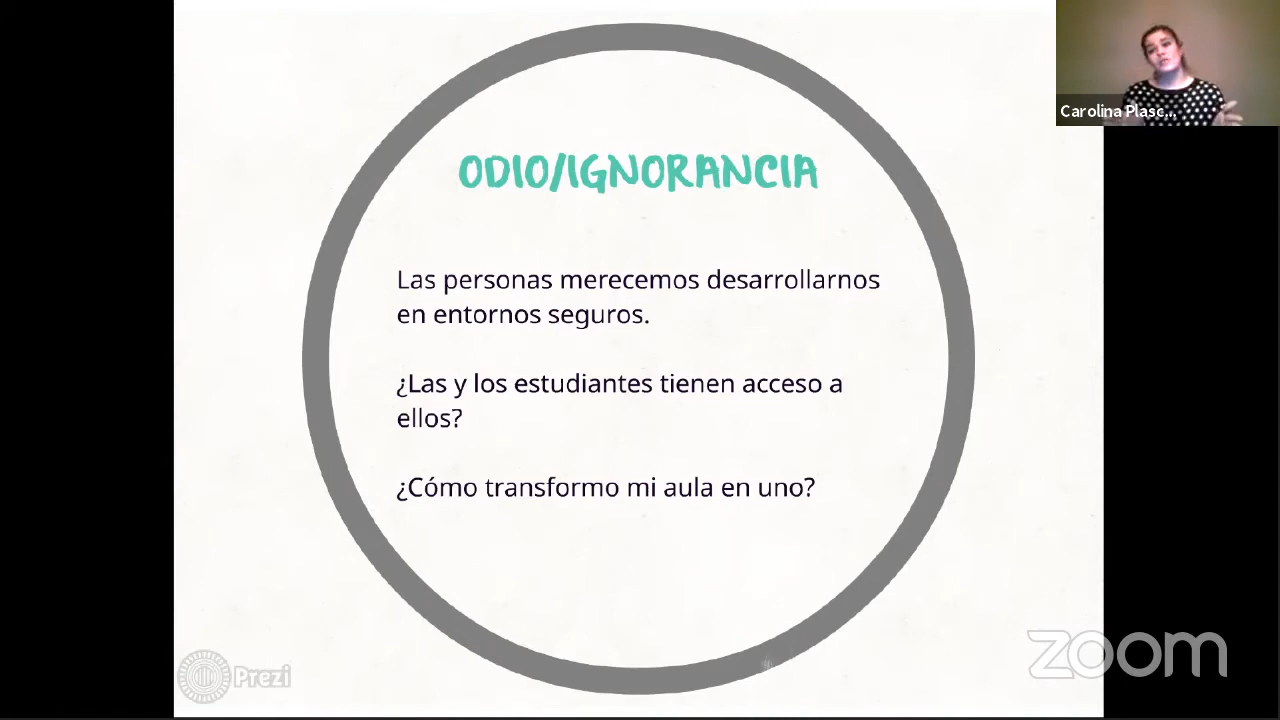 Carolina Plasc...
ODIO/IGNORANCIA
Las personas merecemos desarrollarnos
en entornos seguros.
¿Las y los estudiantes tienen acceso a
ellos?
¿Cómo transformo mi aula en uno?
Prezi
zoom